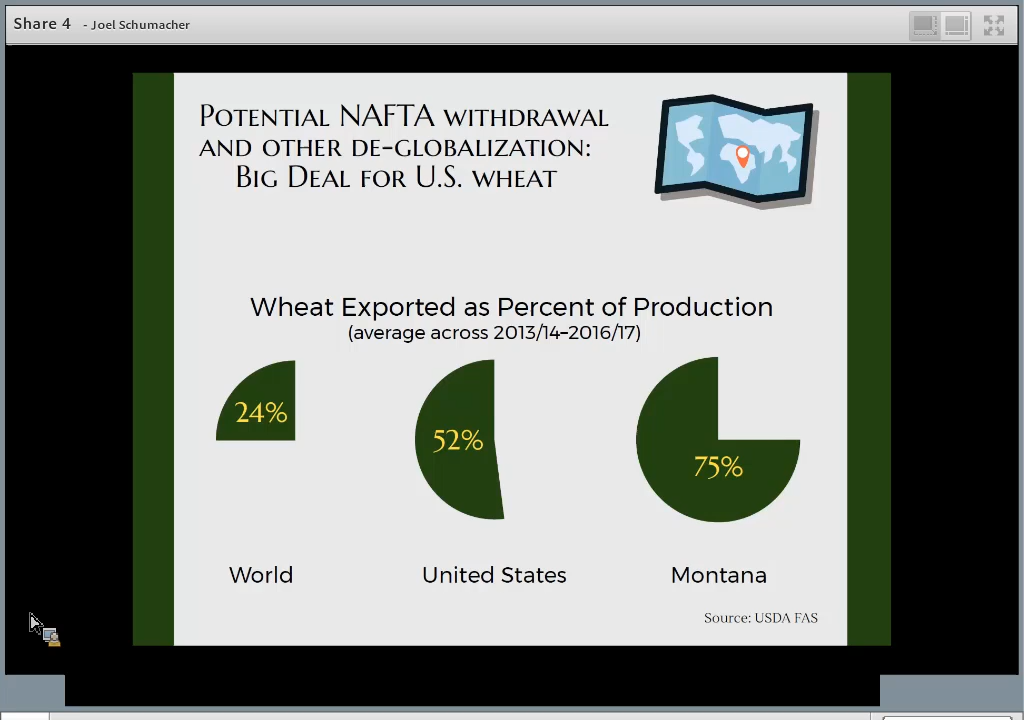 Share 4 - Joel Schumacher
Potential NAFTA withdrawal
and other de-globalization:
Big Deal for U.S. wheat
Wheat Exported as Percent of Production
(average across 2013/14–2016/17)
24%
52%
75%
World
United States
Montana
Source: USDA FAS